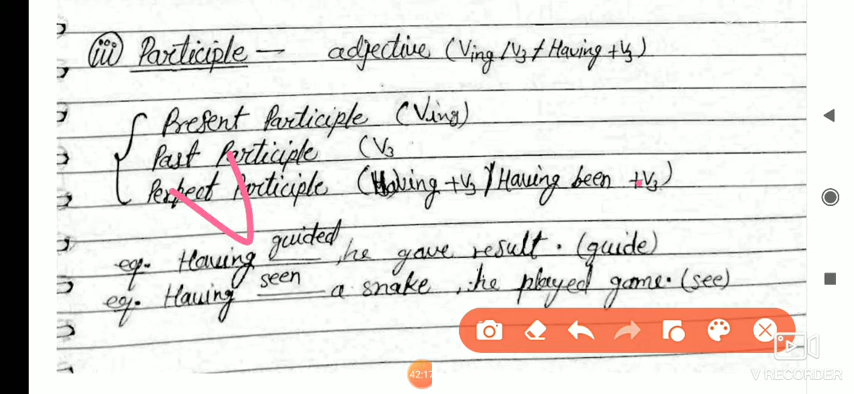 (iii) Participle — adjective (Ving / V3 / Having + V3)
Present Participle (Ving)
Past Participle (V3
Perfect Participle (Having + V3 / Having been + V3)
eg. Having guided, he gave result. (guide)
eg. Having seen a snake, he played game. (see)
42:17
V RECORDER